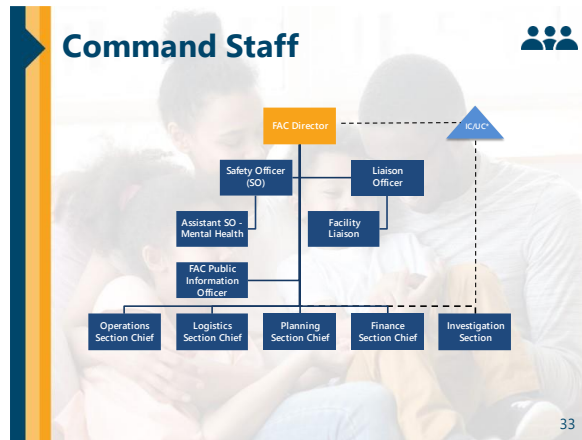 Command Staff
FAC Director
IC/UC*
Safety Officer
(SO)
Liaison
Officer
Assistant SO -
Mental Health
Facility
Liaison
FAC Public
Information
Officer
Operations
Section Chief
Logistics
Section Chief
Planning
Section Chief
Finance
Section Chief
Investigation
Section
33